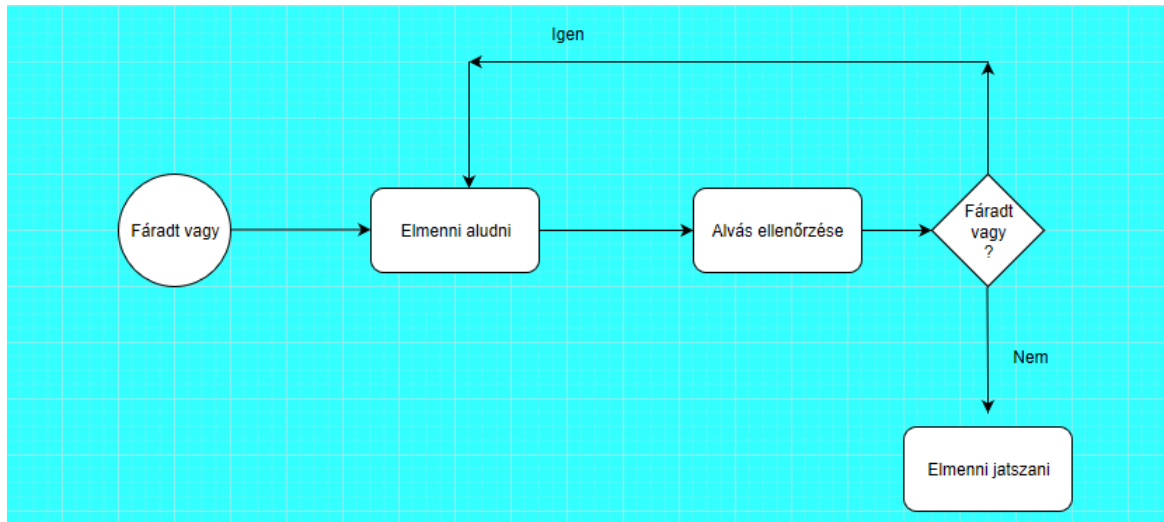 Igen
Fáradt vagy
Elmenni aludni
Alvás ellenőrzése
Fáradt
vagy
?
Nem
Elmenni jatszani